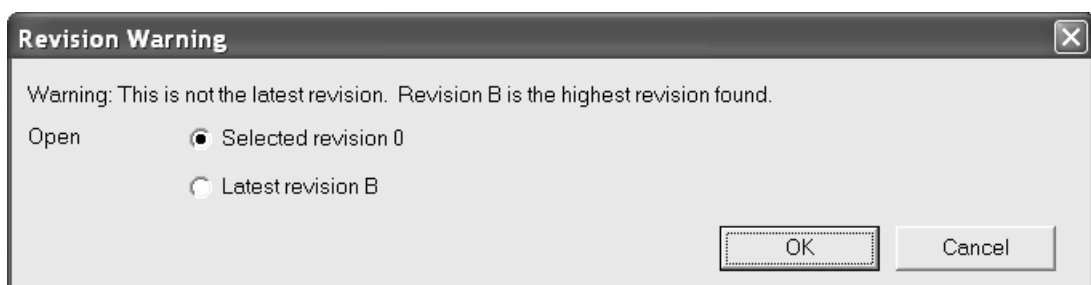 Revision Warning
Warning: This is not the latest revision. Revision B is the highest revision found.
Open Selected revision 0
Latest revision B
OK Cancel